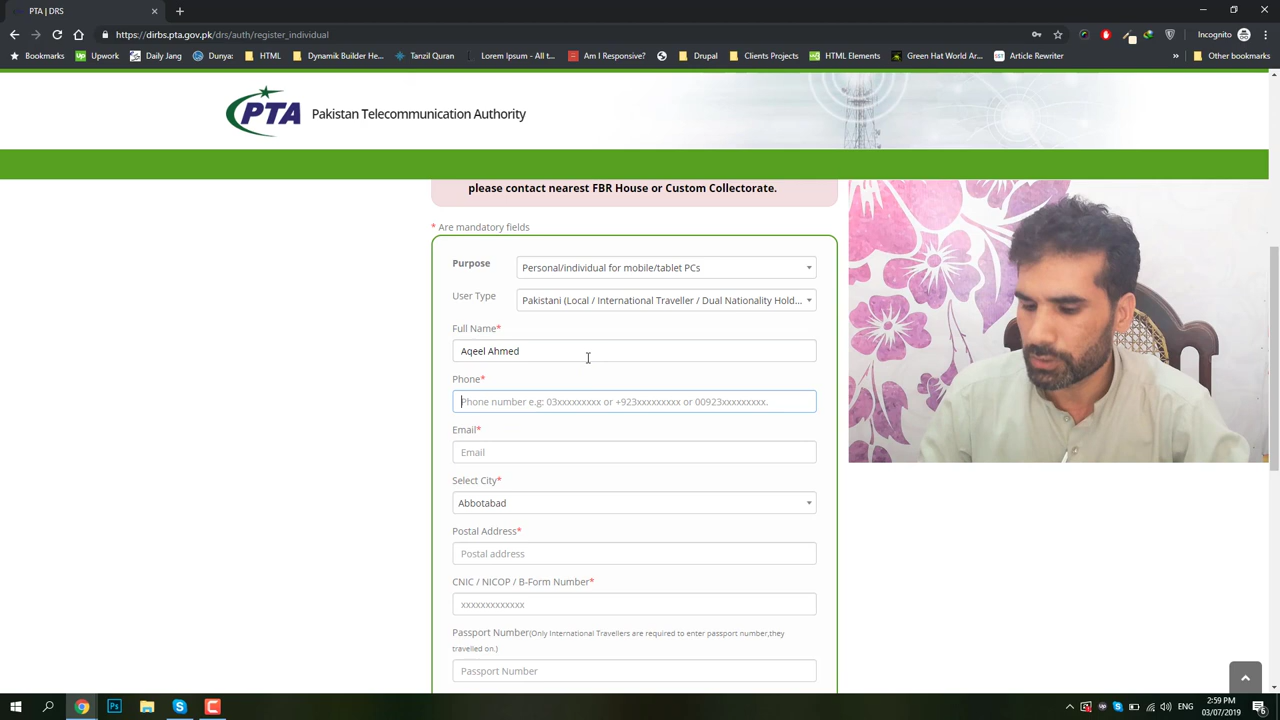 PTA | DRS
https://dirbs.pta.gov.pk/drs/auth/register_individual
Incognito
Bookmarks
Upwork
Daily Jang
Dunya:
HTML
Dynamik Builder - He...
Tanzil Quran
Lorem Ipsum - All t...
Am I Responsive?
Drupal
Clients Projects
HTML Elements
Green Hat World Ar...
SST
Article Rewriter
»
Other bookmarks
PTA
Pakistan Telecommunication Authority
please contact nearest FBR House or Custom Collectorate.
* Are mandatory fields
Purpose
Personal/individual for mobile/tablet PCs
User Type
Pakistani (Local / International Traveller / Dual Nationality Hold...
Full Name*
Aqeel Ahmed
Phone*
Phone number e.g: 03xxxxxxxxx or +923xxxxxxxxx or 00923xxxxxxxxx.
Email*
Email
Select City*
Abbotabad
Postal Address*
Postal address
CNIC / NICOP / B-Form Number*
xxxxxxxxxxxxx
Passport Number(Only International Travellers are required to enter passport number,they
travelled on.)
Passport Number
Ps
ENG
2:59 PM
03/07/2019